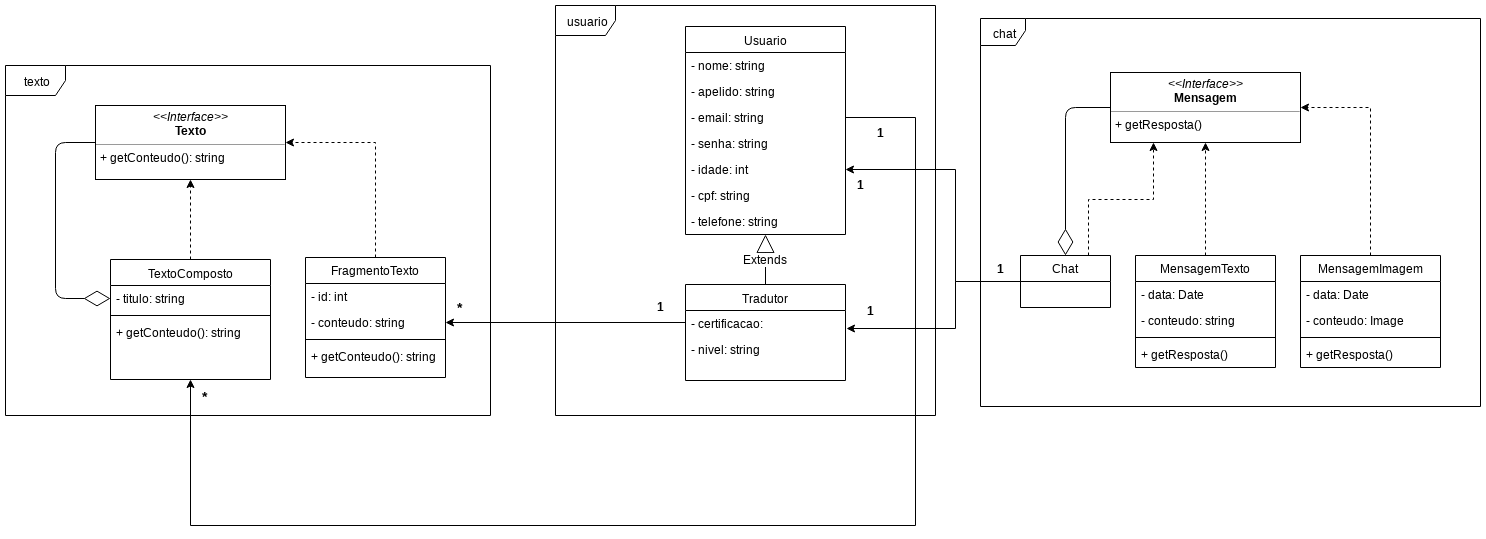 texto
<<Interface>>
Texto
+ getConteudo(): string
TextoComposto
- titulo: string
+ getConteudo(): string
*
FragmentoTexto
- id: int
- conteudo: string
+ getConteudo(): string
*
1
usuario
Usuario
- nome: string
- apelido: string
- email: string
- senha: string
- idade: int
- cpf: string
- telefone: string
1
1
Extends
Tradutor
- certificacao:
- nivel: string
1
1
chat
<<Interface>>
Mensagem
+ getResposta()
Chat
MensagemTexto
- data: Date
- conteudo: string
+ getResposta()
MensagemImagem
- data: Date
- conteudo: Image
+ getResposta()